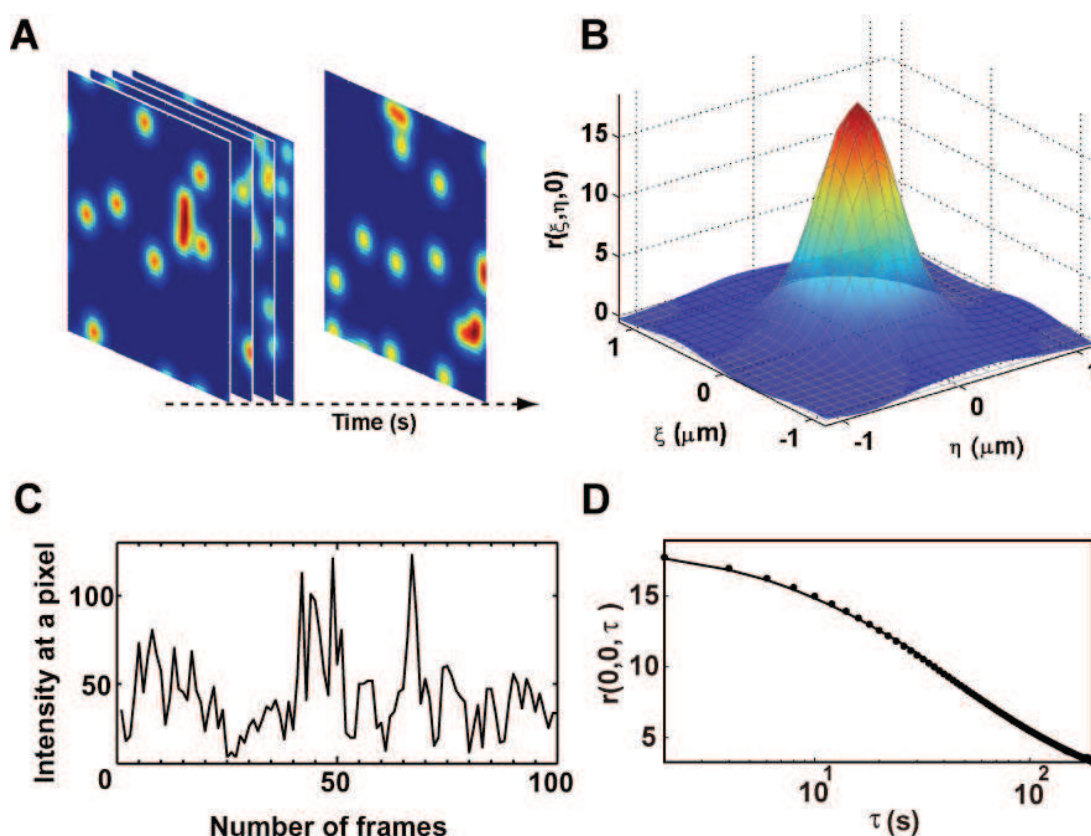 A
Time (s)
B
r(ξ,η,0)
15
10
5
0
1
0
-1
ξ (μm)
-1
0
1
η (μm)
C
Intensity at a pixel
100
50
0
50
100
Number of frames
D
r(0,0, τ)
15
10
5
10¹
10²
τ (s)